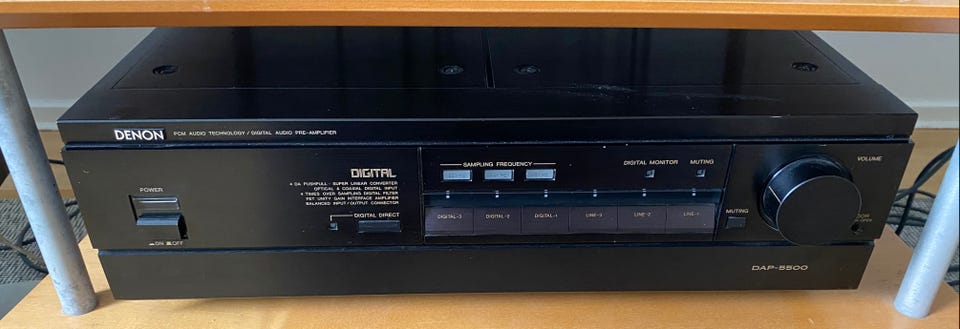 DENON PCM AUDIO TECHNOLOGY / DIGITAL AUDIO PRE-AMPLIFIER
POWER
ON OFF
DIGITAL
DA PUSHPULL - SUPER LINEAR CONVERTER
OPTICAL & COAXIAL DIGITAL INPUT
4 TIMES OVER SAMPLING DIGITAL FILTER
FET UNITY GAIN INTERFACE AMPLIFIER
BALANCED INPUT/OUTPUT CONNECTOR
DIGITAL DIRECT
SAMPLING FREQUENCY
DIGITAL MONITOR MUTING
DIGITAL-3 DIGITAL-2 DIGITAL-1 LINE-3 LINE-2 LINE-1
MUTING
VOLUME
OPEN
DAP-5500